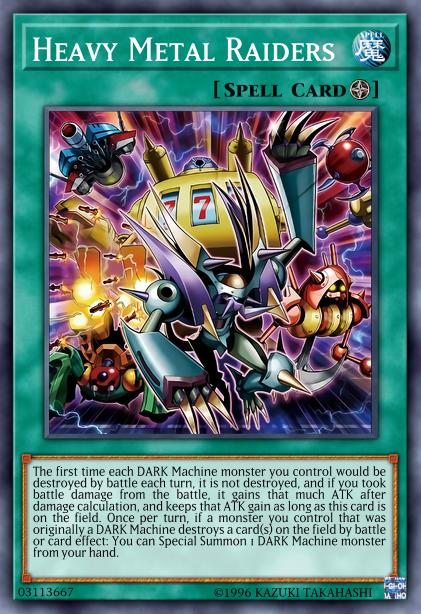 Heavy Metal Raiders
SPELL
魔
[Spell Card]
7 7
The first time each DARK Machine monster you control would be
destroyed by battle each turn, it is not destroyed, and if you took
battle damage from the battle, it gains that much ATK after
damage calculation, and keeps that ATK gain as long as this card is
on the field. Once per turn, if a monster you control that was
originally a DARK Machine destroys a card(s) on the field by battle
or card effect: You can Special Summon 1 DARK Machine monster
from your hand.
03113667
©1996 KAZUKI TAKAHASHI